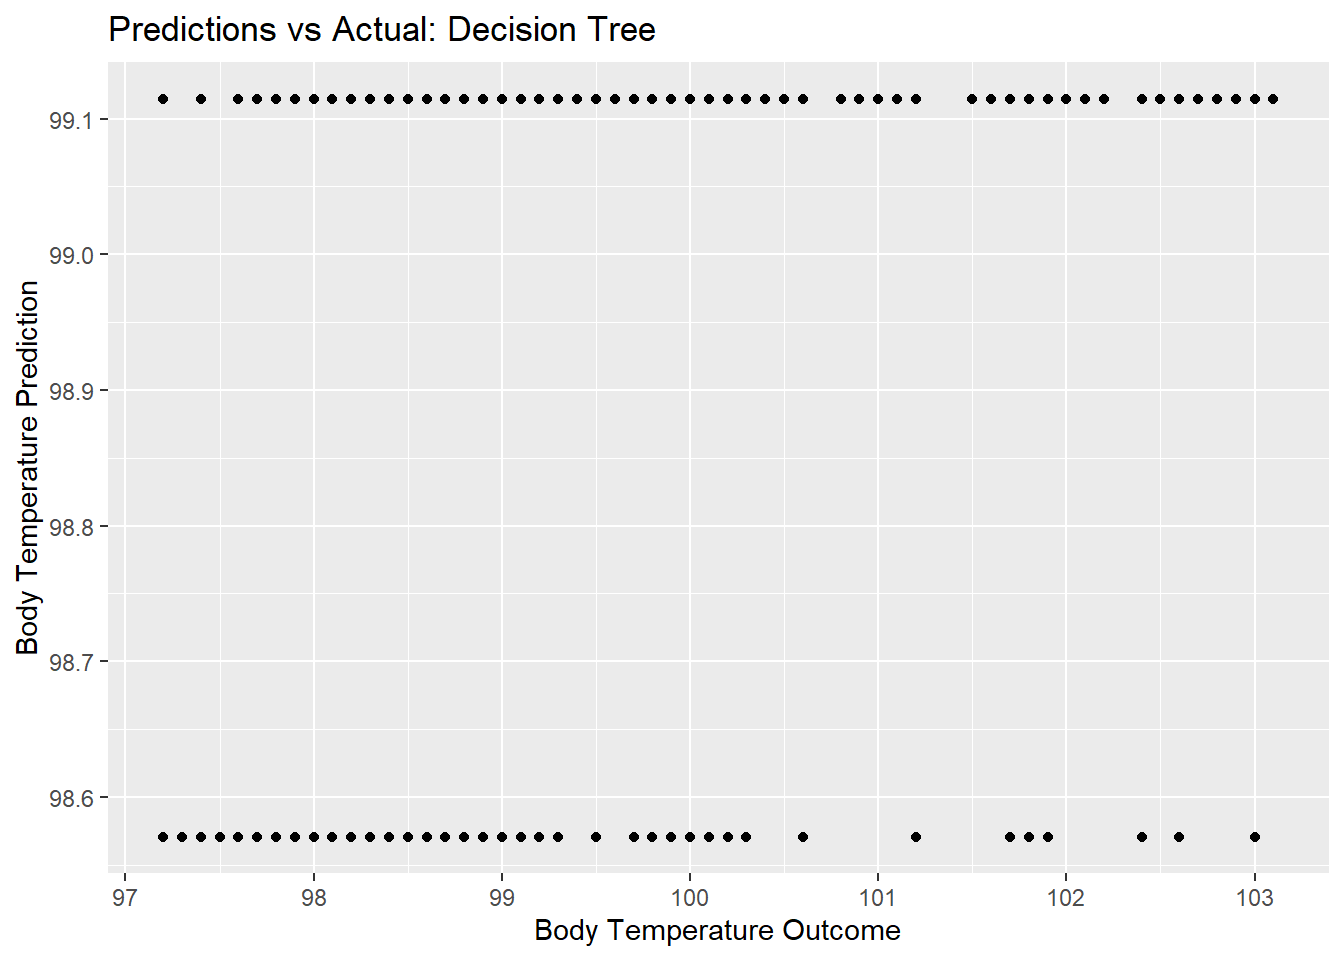 Predictions vs Actual: Decision Tree
99.1
99.0
98.9
98.8
98.7
98.6
Body Temperature Prediction
97 98 99 100 101 102 103
Body Temperature Outcome